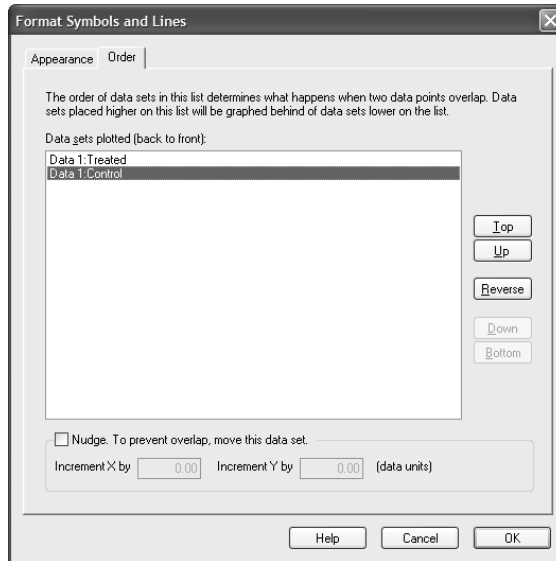 Format Symbols and Lines
Appearance
Order
The order of data sets in this list determines what happens when two data points overlap. Data
sets placed higher on this list will be graphed behind of data sets lower on the list.
Data sets plotted (back to front):
Data 1:Treated
Data 1:Control
Top
Up
Reverse
Down
Bottom
Nudge. To prevent overlap, move this data set.
Increment X by 0.00 Increment Y by 0.00 (data units)
Help Cancel OK